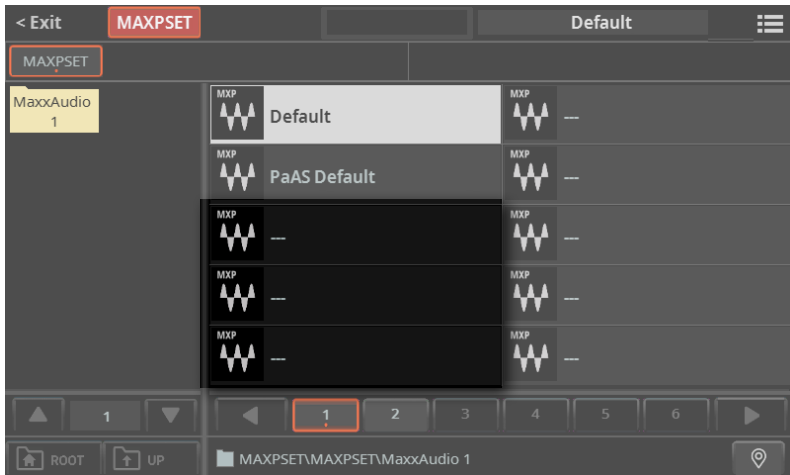 < Exit MAXPSET Default
MAXPSET
MaxxAudio
1
MXP Default
MXP ---
MXP PaAS Default
MXP ---
MXP ---
MXP ---
MXP ---
MXP ---
MXP ---
MXP ---
1
1 2 3 4 5 6
ROOT UP MAXPSET\MAXPSET\MaxxAudio 1